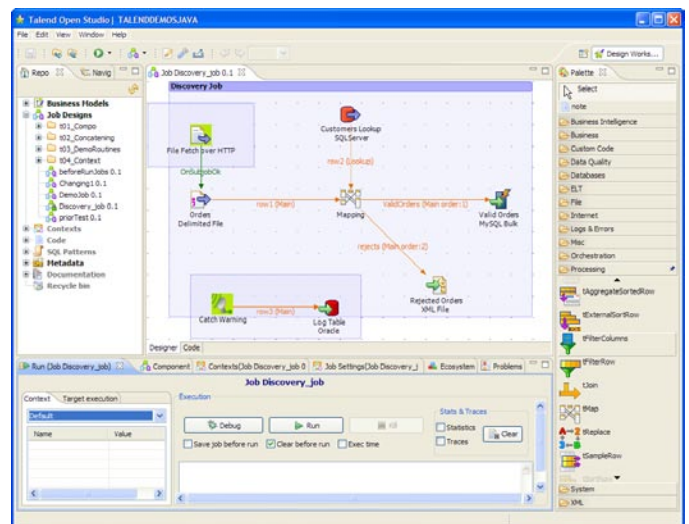 Talend Open Studio | TALENDDEMOSJAVA
File Edit View Window Help
Design Works...
Repo Navig
Job Discovery_job 0.1
Palette
Discovery Job
Select
note
Business Models
Job Designs
t01_Compo
t02_Concatening
t03_DemoRoutines
t04_Context
beforeRunJobs 0.1
Changing1 0.1
DemoJob 0.1
Discovery_job 0.1
priorTest 0.1
Contexts
Code
SQL Patterns
Metadata
Documentation
Recycle bin
File Fetch over HTTP
Customers Lookup
SQLServer
OnSubjobOk
row2 (Lookup)
Orders
Delimited File
row1 (Main)
Mapping
ValidOrders (Main order:1)
Valid Orders
MySQL Bulk
rejects (Main order:2)
Rejected Orders
XML File
Catch Warning
row3 (Main)
Log Table
Oracle
Designer Code
Business Intelligence
Business
Custom Code
Data Quality
Databases
ELT
File
Internet
Logs & Errors
Misc
Orchestration
Processing
tAggregateSortedRow
tExternalSortRow
tFilterColumns
tFilterRow
tJoin
tMap
tReplace
tSampleRow
System
XML
Run (Job Discovery_job)
Component
Contexts(Job Discovery_job 0
Job Settings(Job Discovery_j
Ecosystem
Problems
Job Discovery_job
Context Target execution
Default
Name Value
Execution
Debug Run Kill
Save job before run Clear before run Exec time
Stats & Traces
Statistics
Traces
Clear